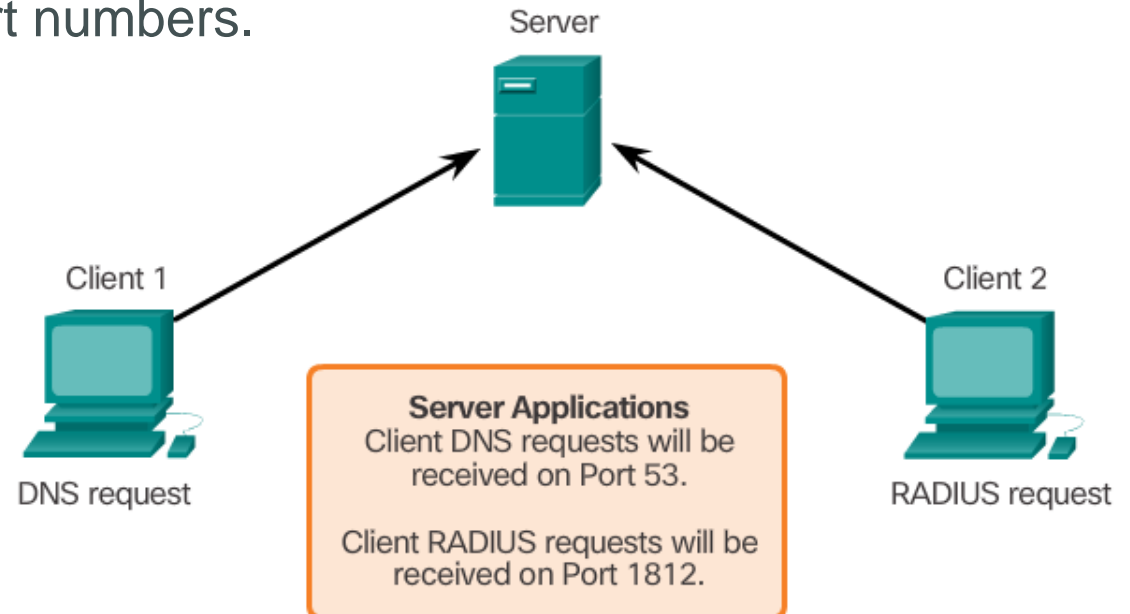 rt numbers.
Server
Client 1
Client 2
Server Applications
Client DNS requests will be
received on Port 53.
Client RADIUS requests will be
received on Port 1812.
DNS request
RADIUS request